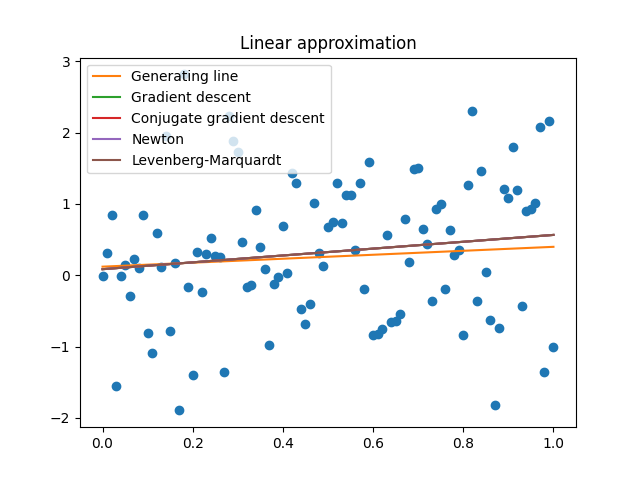 Linear approximation
Generating line
Gradient descent
Conjugate gradient descent
Newton
Levenberg-Marquardt
3
2
1
0
−1
−2
0.0 0.2 0.4 0.6 0.8 1.0